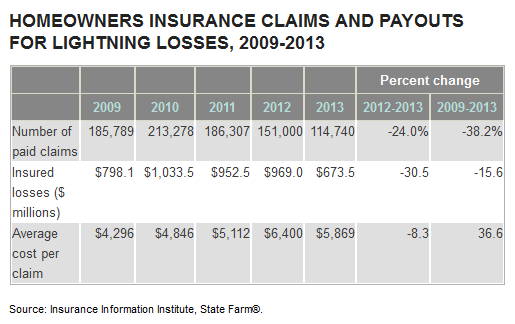 HOMEOWNERS INSURANCE CLAIMS AND PAYOUTS
FOR LIGHTNING LOSSES, 2009-2013
Percent change
2009 2010 2011 2012 2013 2012-2013 2009-2013
Number of 185,789 213,278 186,307 151,000 114,740 -24.0% -38.2%
paid claims
Insured $798.1 $1,033.5 $952.5 $969.0 $673.5 -30.5 -15.6
losses ($
millions)
Average $4,296 $4,846 $5,112 $6,400 $5,869 -8.3 36.6
cost per
claim
Source: Insurance Information Institute, State Farm®.